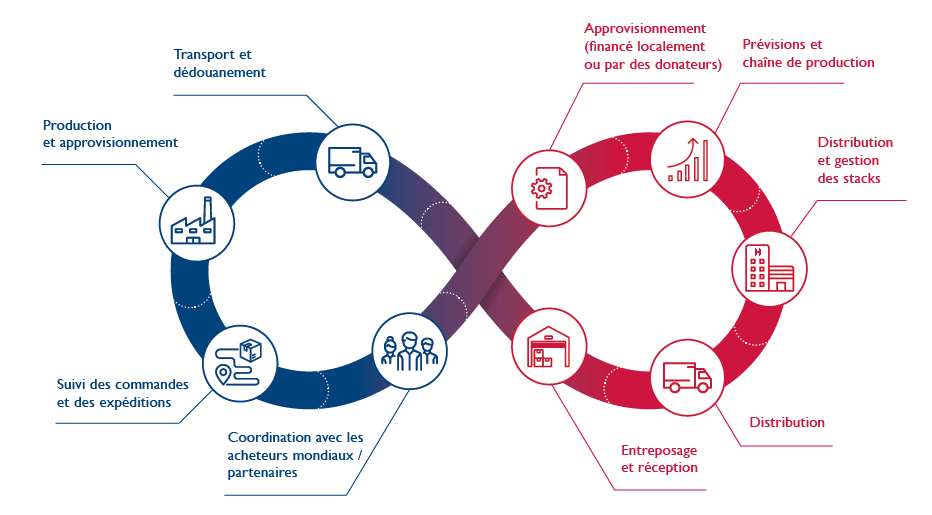 Transport et
dédouanement
Production
et approvisionnement
Suivi des commandes
et des expéditions
Coordination avec les
acheteurs mondiaux /
partenaires
Approvisionnement
(financé localement
ou par des donateurs)
Prévisions et
chaîne de production
Distribution
et gestion
des stacks
H
Distribution
Entreposage
et réception